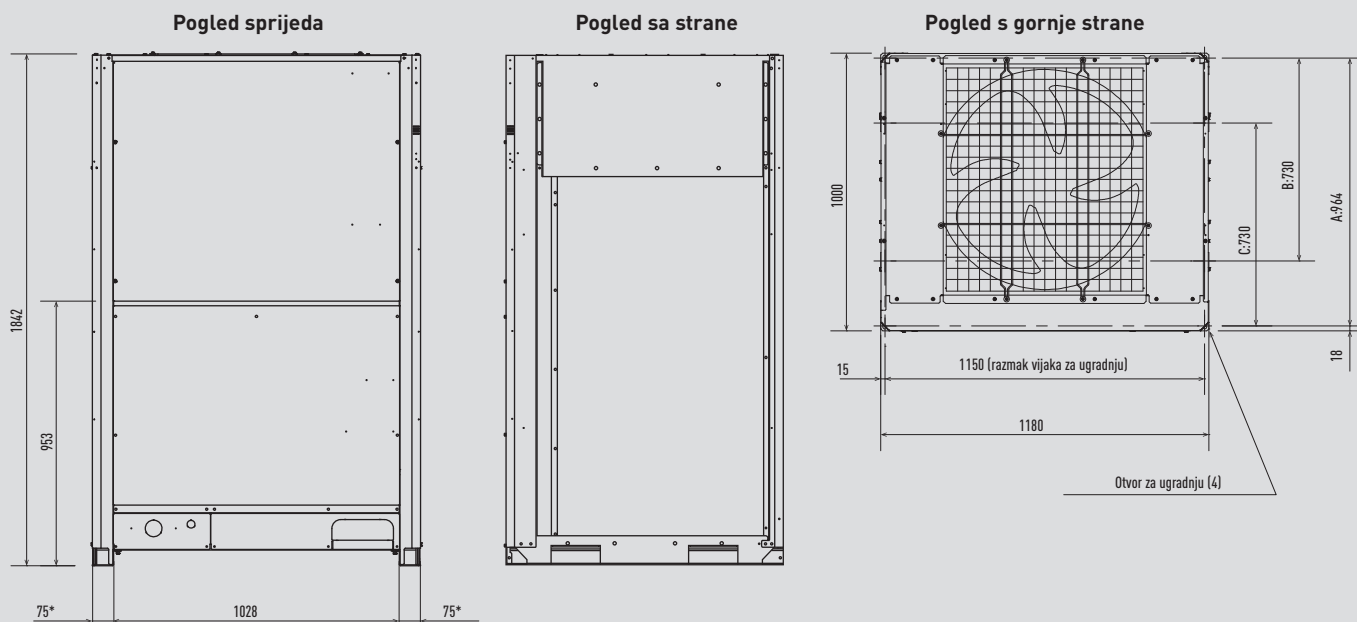 Pogled sprijeda
Pogled sa strane
Pogled s gornje strane
1842
953
75*
1028
75*
1000
C:730
B:730
A:964
18
15
1150 (razmak vijaka za ugradnju)
1180
Otvor za ugradnju (4)